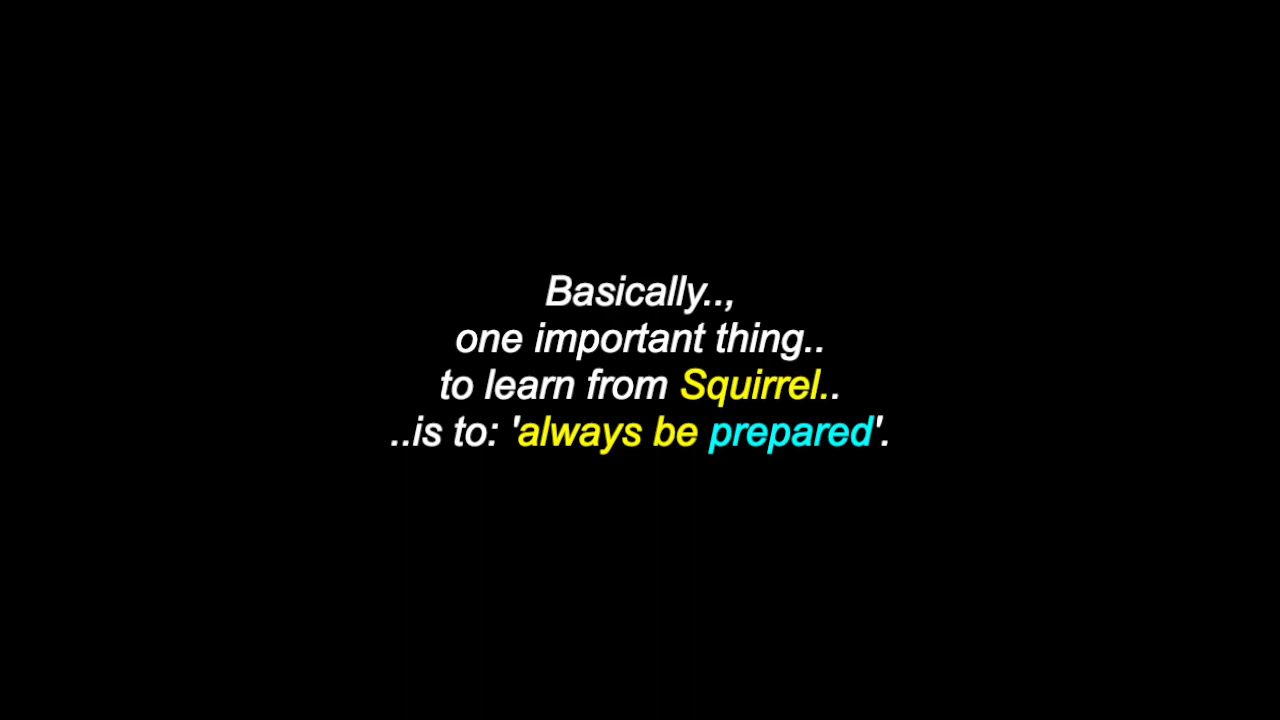 Basically..,
one important thing..
to learn from Squirrel..
..is to: 'always be prepared'.